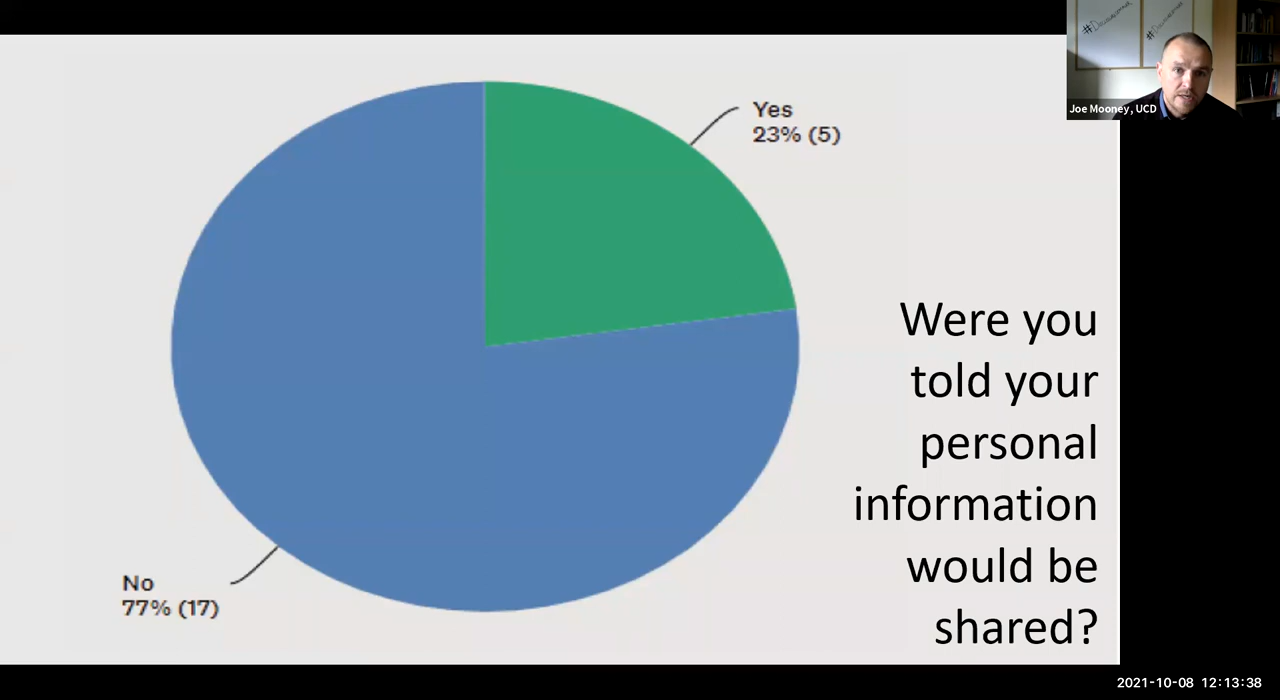 #Douwenna
Joe Mooney, UCD
Yes
23% (5)
Were you
told your
personal
information
would be
shared?
No
77% (17)
2021-10-08 12:13:38